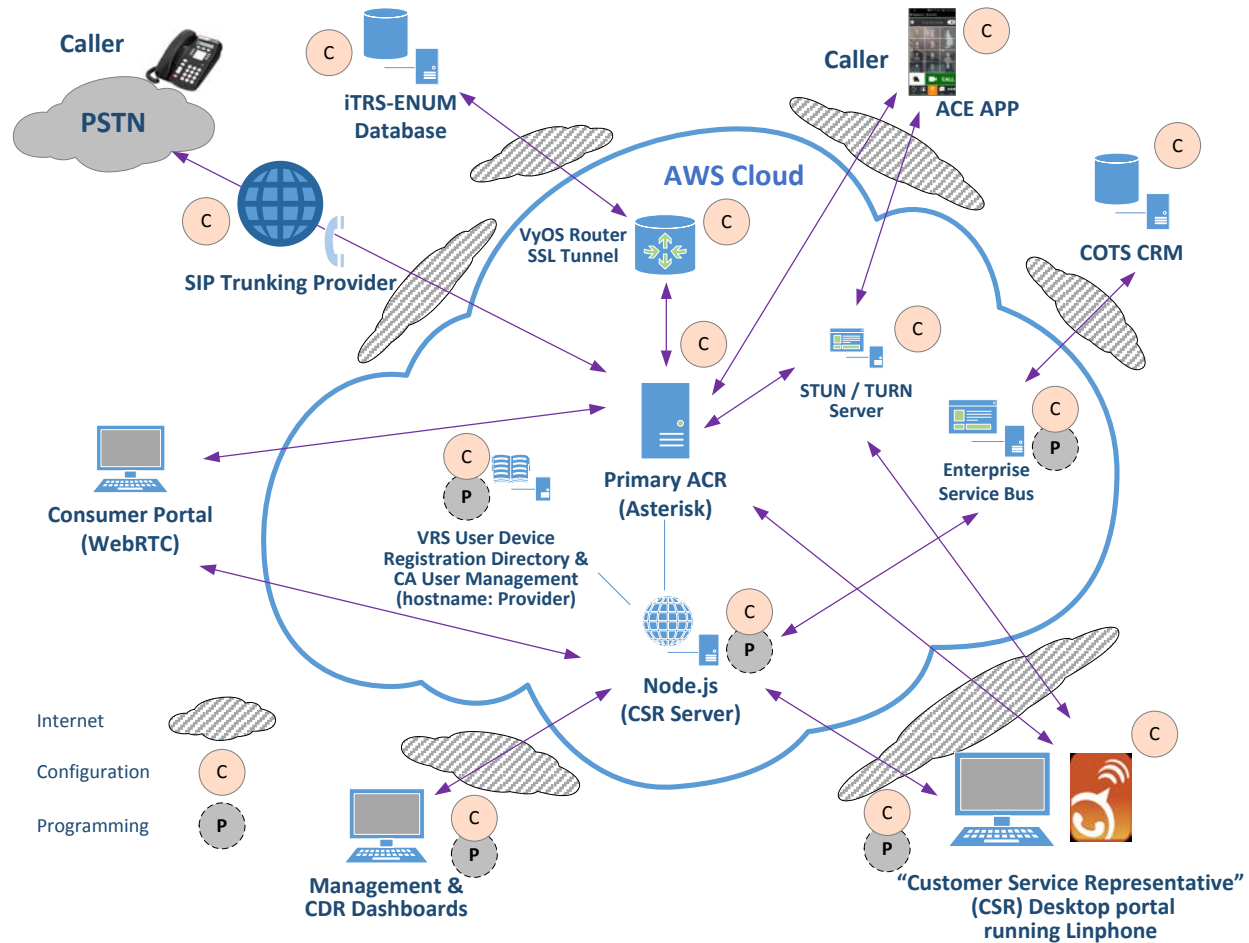 Caller
PSTN
C
iTRS-ENUM
Database
Caller
C
CALL
ACE APP
C
COTS CRM
C
SIP Trunking Provider
AWS Cloud
VyOS Router
SSL Tunnel
C
C
C
STUN / TURN
Server
C
P
Enterprise
Service Bus
Primary ACR
(Asterisk)
C
P
VRS User Device
Registration Directory &
CA User Management
(hostname: Provider)
Consumer Portal
(WebRTC)
C
P
Node.js
(CSR Server)
Internet
Configuration
C
Programming
P
C
P
Management &
CDR Dashboards
C
C
P
“Customer Service Representative”
(CSR) Desktop portal
running Linphone